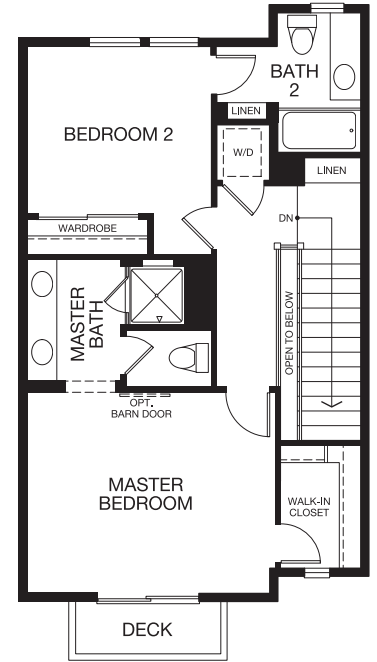 BATH
2
LINEN
BEDROOM 2
W/D
LINEN
DN
WARDROBE
MASTER
BATH
OPEN TO BELOW
OPT.
BARN DOOR
MASTER
BEDROOM
WALK-IN
CLOSET
DECK